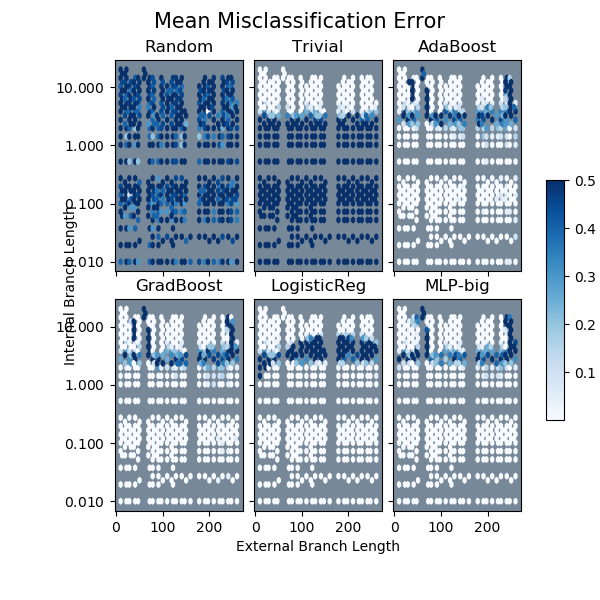 Mean Misclassification Error
Random Trivial AdaBoost
10.000
1.000
0.100
0.010
Internal Branch Length
GradBoost LogisticReg MLP-big
10.000
1.000
0.100
0.010
0 100 200 0 100 200 0 100 200
External Branch Length
0.5
0.4
0.3
0.2
0.1